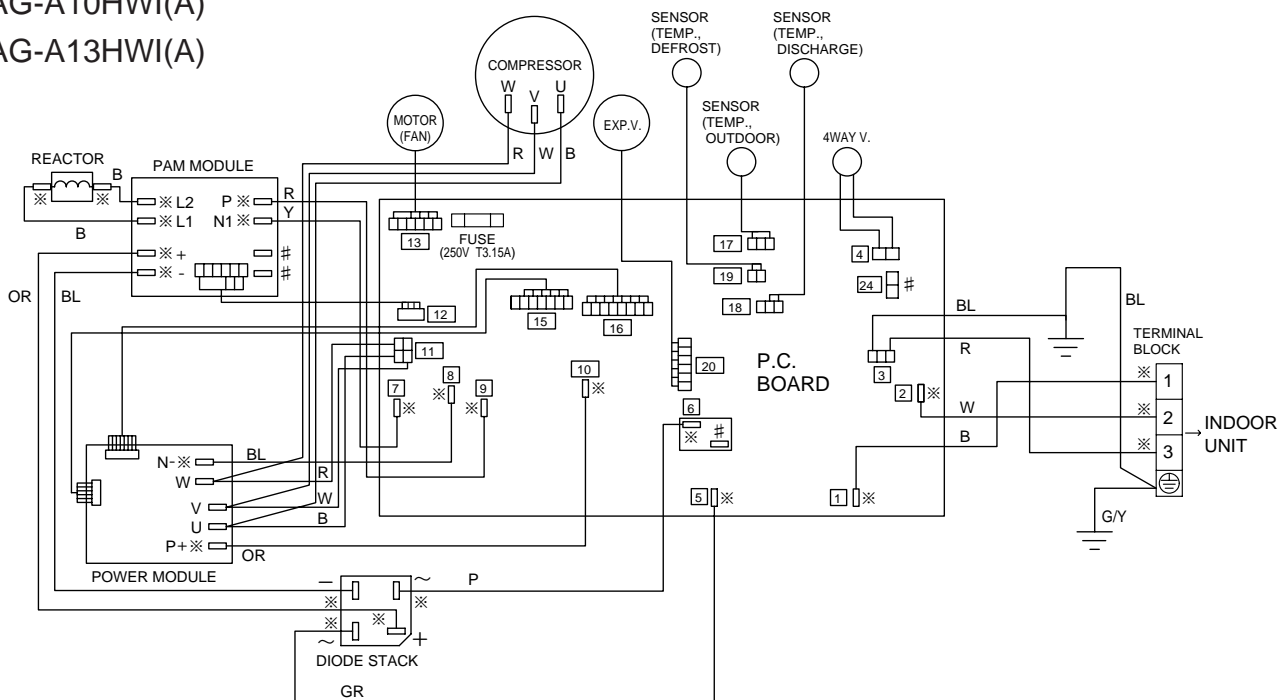 AG-A10HWI(A)
AG-A13HWI(A)
SENSOR
(TEMP.,
DEFROST)
SENSOR
(TEMP.,
DISCHARGE)
COMPRESSOR
W
V
U
MOTOR
(FAN)
EXP.V.
SENSOR
(TEMP.,
OUTDOOR)
4WAY V.
R W B
REACTOR
B
※ ※
B
PAM MODULE
※ L2
※ L1
※ +
※ -
P ※
N1 ※
#
#
R
Y
OR
BL
13
FUSE
(250V T3.15A)
12
15
16
17
19
18
4
24 #
11
7 ※
8 ※
9 ※
10 ※
20
P.C.
BOARD
3
2 ※
6
※ #
5 ※
1 ※
BL
R
W
B
BL
TERMINAL
BLOCK
※ 1
※ 2
※ 3
→INDOOR
UNIT
G/Y
N- ※
W
V
U
P+ ※
BL
R
W
B
OR
POWER MODULE
− ※
～ ※
※ ～
※ +
P
DIODE STACK
GR